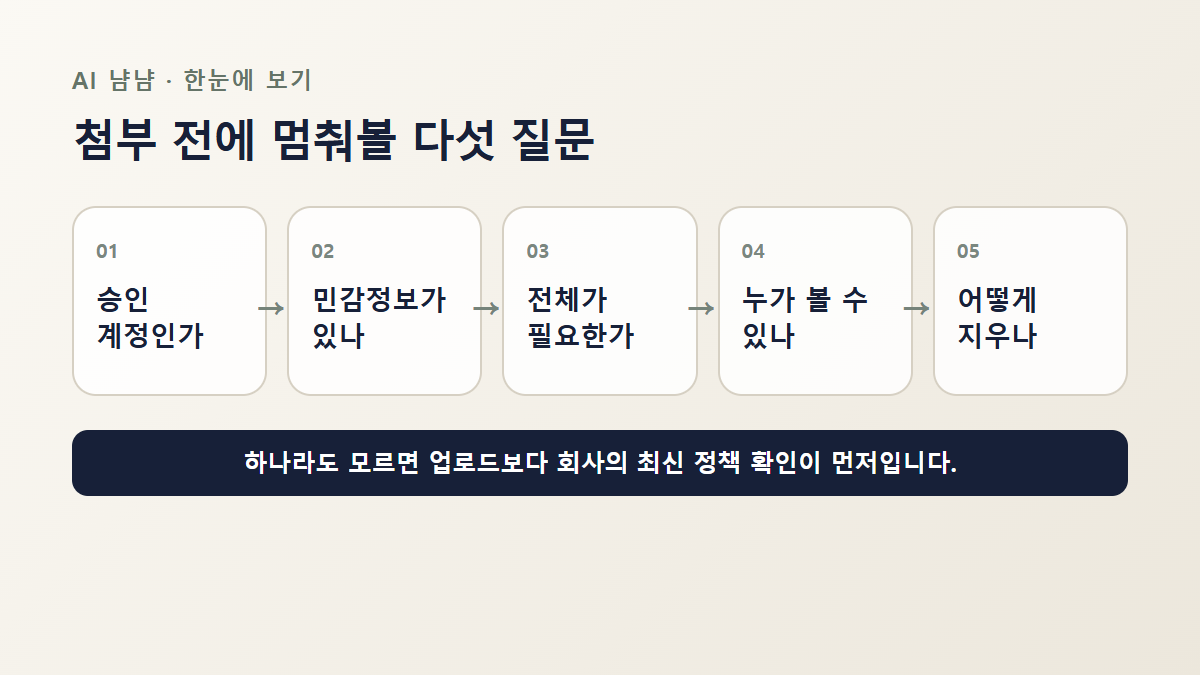 AI 냠냠 · 한눈에 보기
첨부 전에 멈춰볼 다섯 질문
01
승인
계정인가
→
02
민감정보가
있나
→
03
전체가
필요한가
→
04
누가 볼 수
있나
→
05
어떻게
지우나
하나라도 모르면 업로드보다 회사의 최신 정책 확인이 먼저입니다.